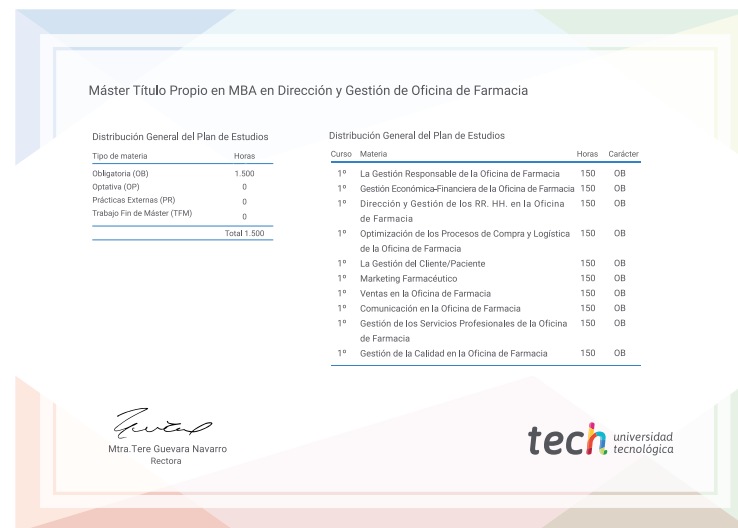 Máster Título Propio en MBA en Dirección y Gestión de Oficina de Farmacia
Distribución General del Plan de Estudios
Tipo de materia Horas
Obligatoria (OB) 1.500
Optativa (OP) 0
Prácticas Externas (PR) 0
Trabajo Fin de Máster (TFM) 0
Total 1.500
Distribución General del Plan de Estudios
Curso Materia Horas Carácter
1º La Gestión Responsable de la Oficina de Farmacia 150 OB
1º Gestión Económica-Financiera de la Oficina de Farmacia 150 OB
1º Dirección y Gestión de los RR. HH. en la Oficina 150 OB
de Farmacia
1º Optimización de los Procesos de Compra y Logística 150 OB
de la Oficina de Farmacia
1º La Gestión del Cliente/Paciente 150 OB
1º Marketing Farmacéutico 150 OB
1º Ventas en la Oficina de Farmacia 150 OB
1º Comunicación en la Oficina de Farmacia 150 OB
1º Gestión de los Servicios Profesionales de la Oficina 150 OB
de Farmacia
1º Gestión de la Calidad en la Oficina de Farmacia 150 OB
Mtra.Tere Guevara Navarro
Rectora
tech universidad
tecnológica